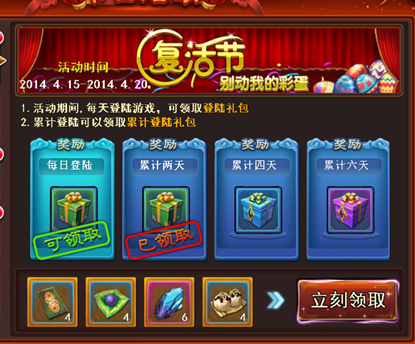 复活节
别动我的彩蛋
活动时间
2014.4.15-2014.4.20
1.活动期间,每天登陆游戏，可领取登陆礼包
2.累计登陆可以领取累计登陆礼包
奖励 奖励 奖励 奖励
每日登陆 累计两天 累计四天 累计六天
可领取 已领取
4 4 6 4
立刻领取